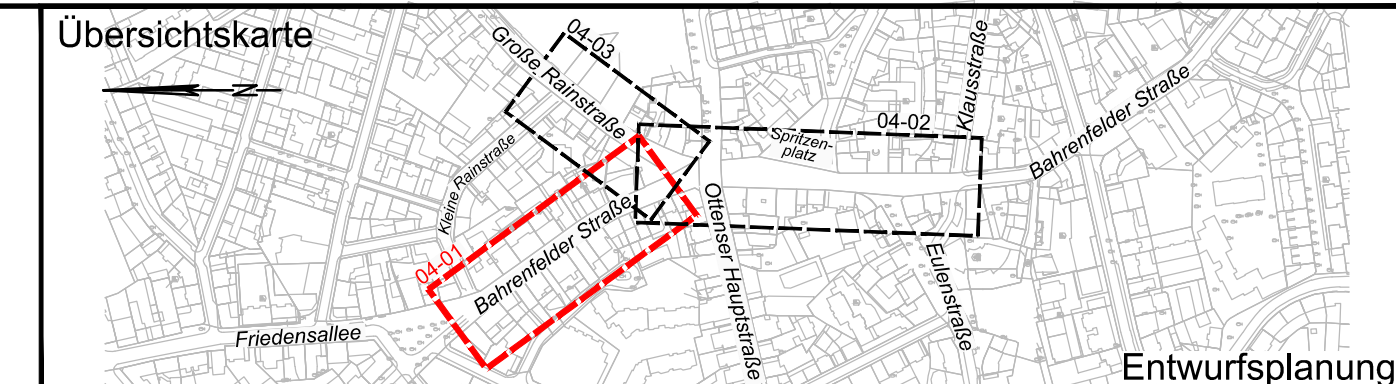 Übersichtskarte
N
Große Rainstraße
04-03
Kleine Rainstraße
04-01
Bahrenfelder Straße
Friedensallee
Spritzen-
platz
04-02
Klausstraße
Bahrenfelder Straße
Ottenser Hauptstraße
Eulenstraße
Entwurfsplanung